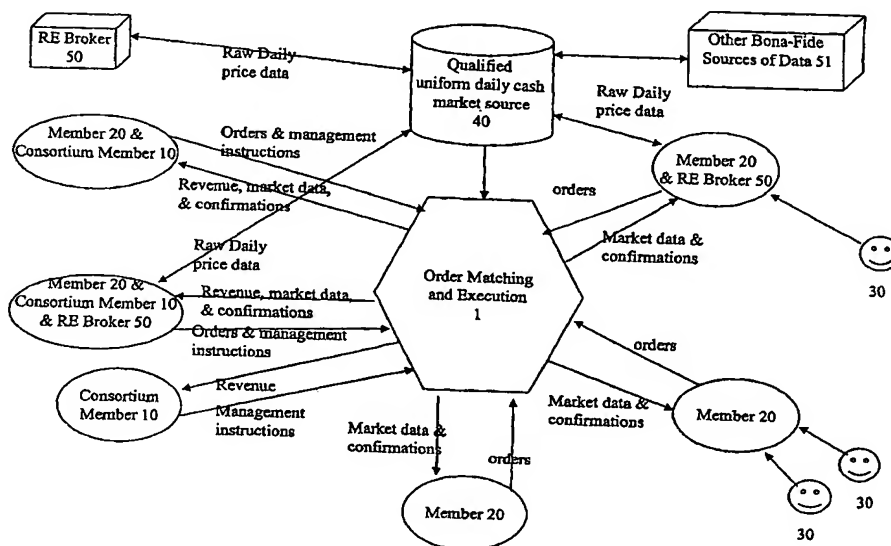 RE Broker
50
Raw Daily
price data
Qualified
uniform daily cash
market source
40
Other Bona-Fide
Sources of Data 51
Raw Daily
price data
Member 20 &
Consortium Member 10
Orders & management
instructions
Revenue, market data,
& confirmations
Member 20
& RE Broker 50
orders
Market data &
confirmations
30
Raw Daily
price data
Order Matching
and Execution
1
Member 20 &
Consortium Member 10
& RE Broker 50
Revenue, market data,
& confirmations
Orders & management
instructions
orders
Consortium
Member 10
Revenue
Management
instructions
Market data &
confirmations
Member 20
Market data &
confirmations
orders
Member 20
30
30